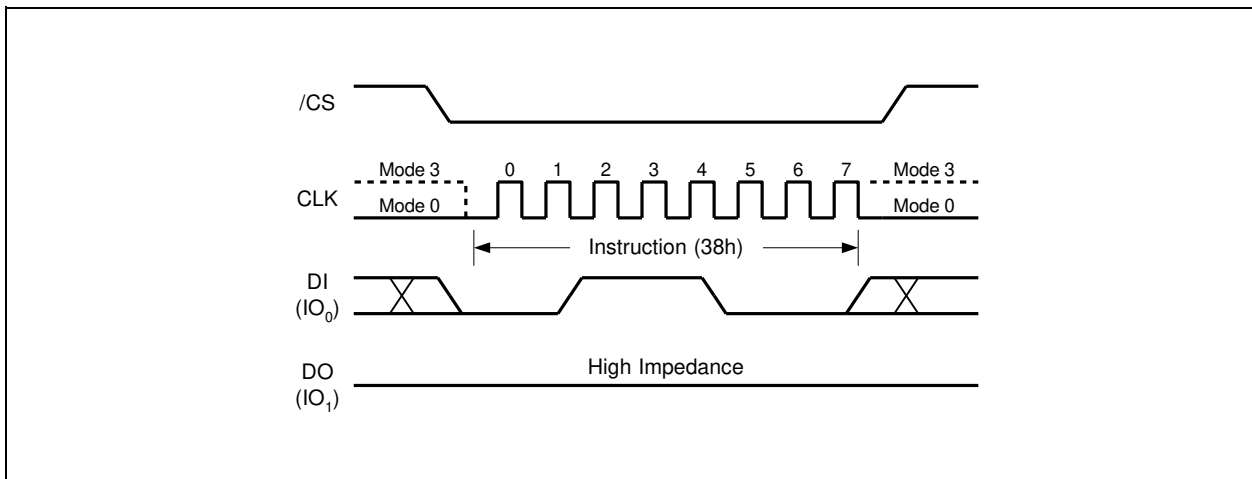 /CS
Mode 3 0 1 2 3 4 5 6 7 Mode 3
CLK
Mode 0 Mode 0
Instruction (38h)
DI
(IO₀)
High Impedance
DO
(IO₁)